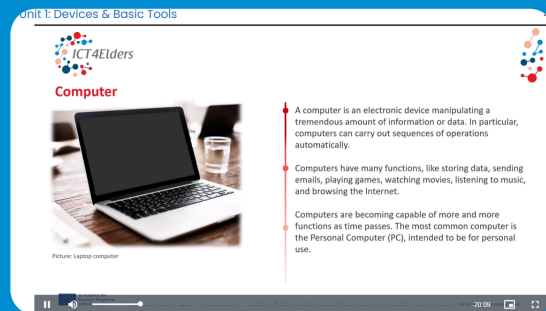 Unit 1: Devices & Basic Tools
ICT4Elders
Computer
A computer is an electronic device manipulating a
tremendous amount of information or data. In particular,
computers can carry out sequences of operations
automatically.
Computers have many functions, like storing data, sending
emails, playing games, watching movies, listening to music,
and browsing the Internet.
Computers are becoming capable of more and more
functions as time passes. The most common computer is
the Personal Computer (PC), intended to be for personal
use.
Picture: Laptop computer
-20:09